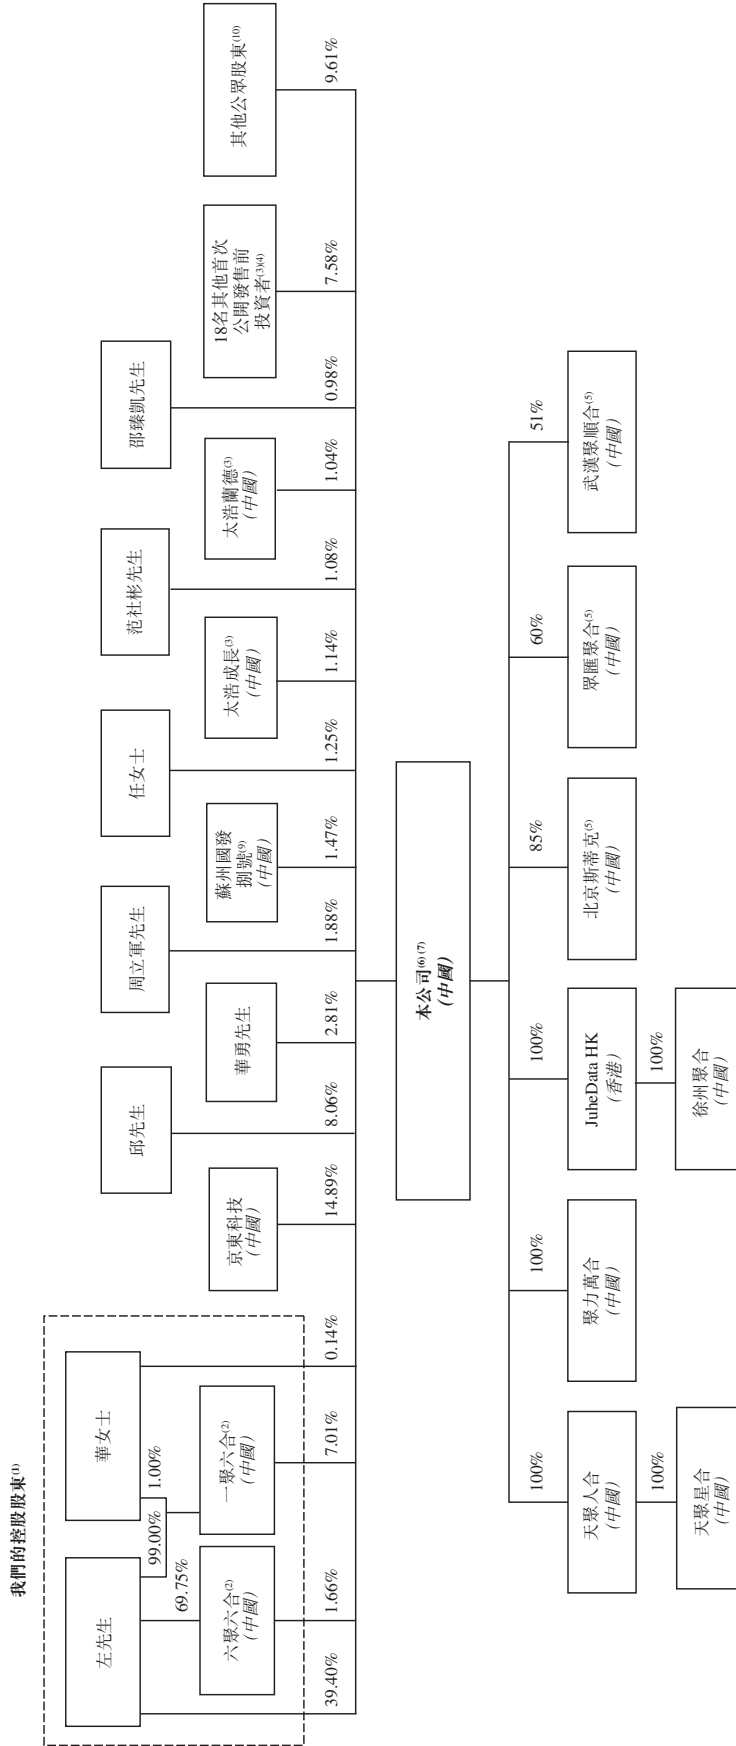 我們的控股股東(1)
左先生
華女士
99.00%
1.00%
69.75%
六聚六合(2)
(中國)
一聚六合(2)
(中國)
京東科技
(中國)
邱先生
華勇先生
周立軍先生
蘇州國發
捌號(9)
(中國)
任女士
太浩成長(3)
(中國)
范社彬先生
太浩蘭德(3)
(中國)
邵臻凱先生
18名其他首次
公開發售前
投資者(3)(4)
其他公眾股東(10)
39.40%
1.66%
7.01%
0.14%
14.89%
8.06%
2.81%
1.88%
1.47%
1.25%
1.14%
1.08%
1.04%
0.98%
7.58%
9.61%
本公司(6)(7)
(中國)
100%
100%
100%
85%
60%
51%
天聚人合
(中國)
聚力萬合
(中國)
JuheData HK
(香港)
北京斯蒂克(5)
(中國)
眾匯聚合(5)
(中國)
武漢聚順合(5)
(中國)
100%
100%
天聚星合
(中國)
徐州聚合
(中國)